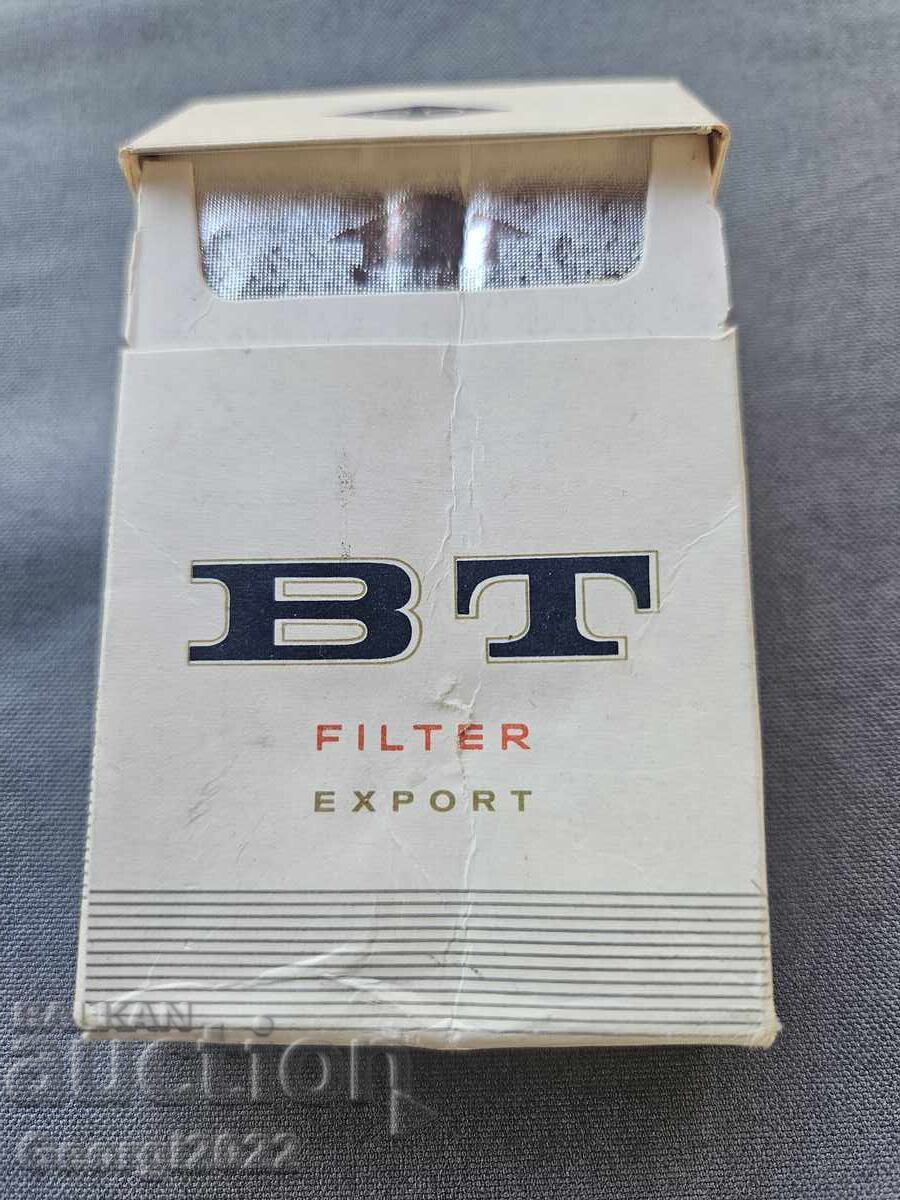 BT
FILTER
EXPORT
BALKAN
auction
Georgi2022